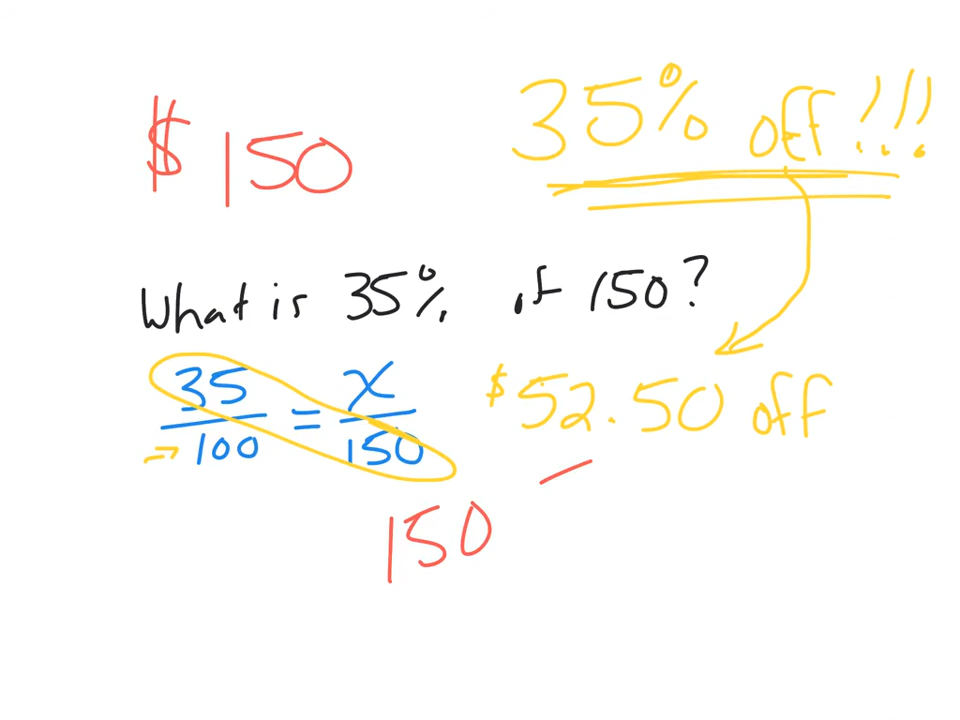 $ 150
35% off!!!
What is 35% of 150?
35/100 = x/150
$52.50 off
150 –